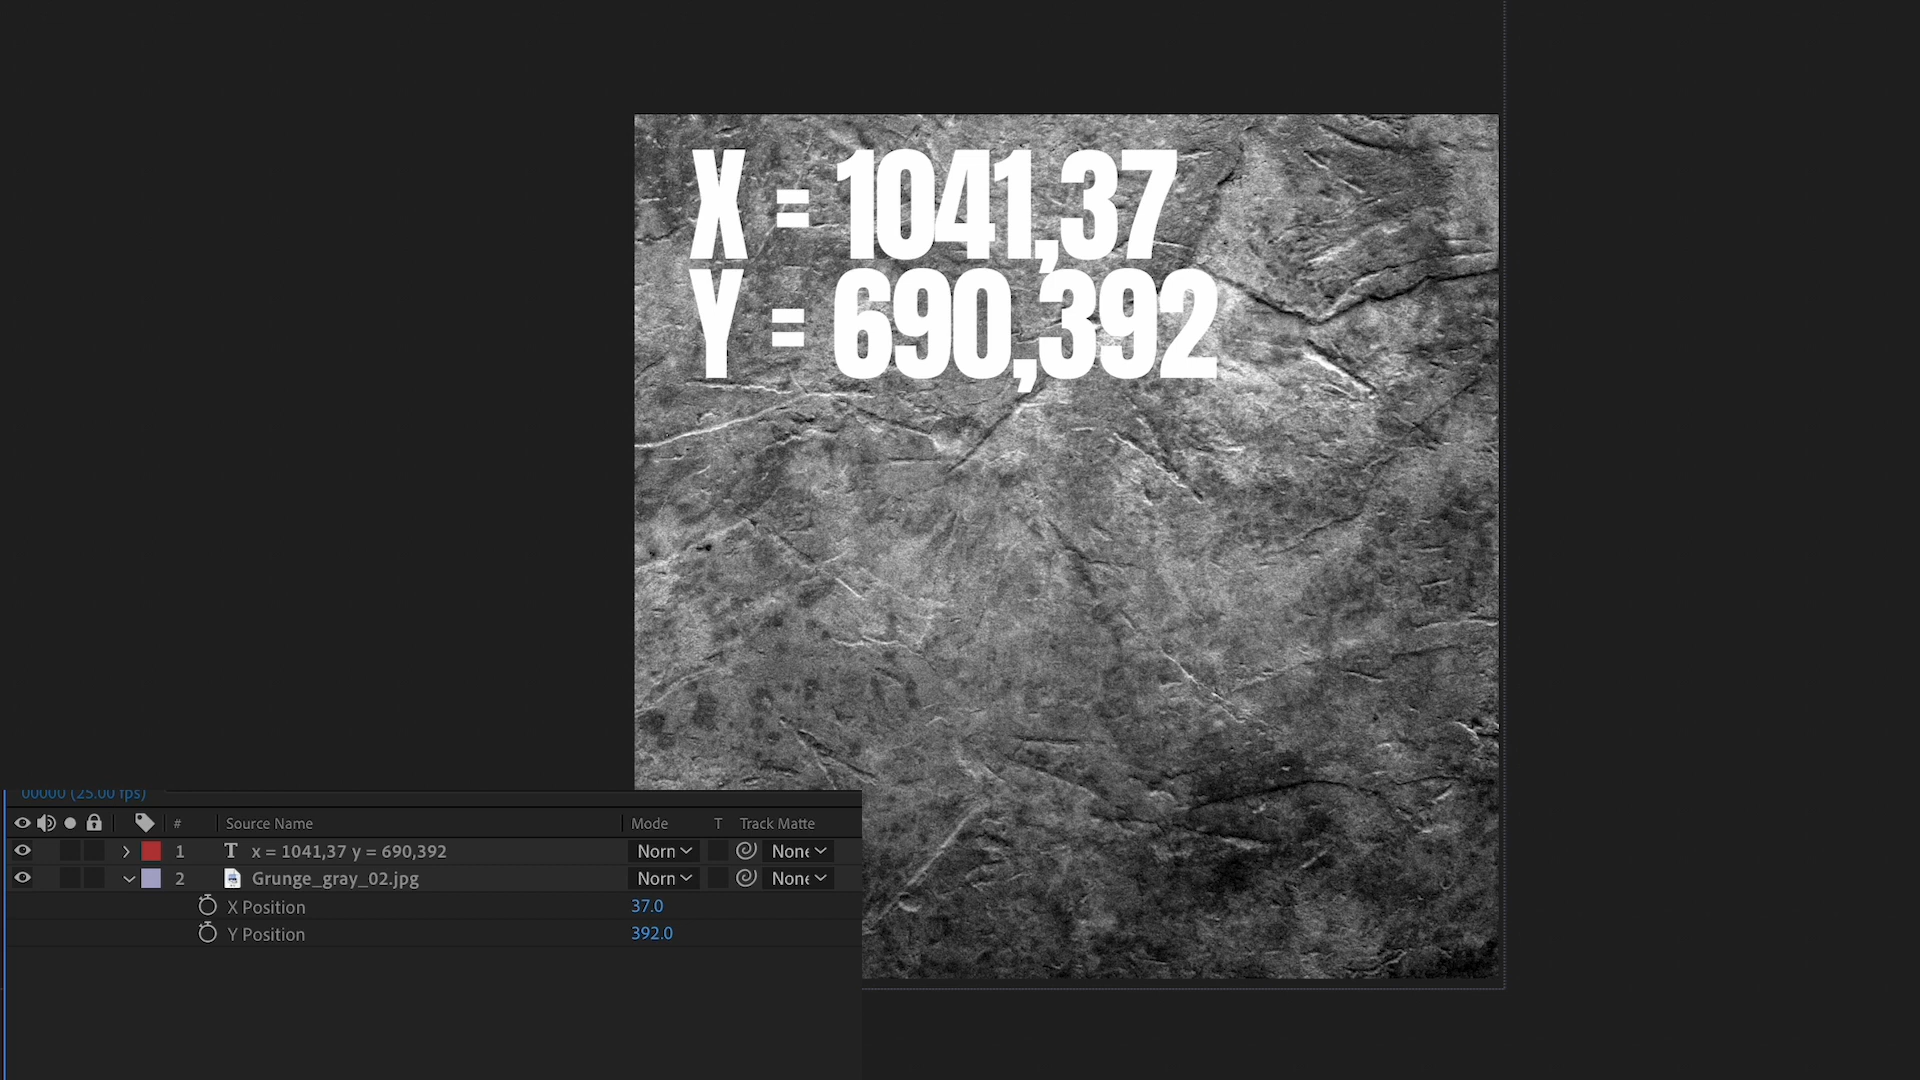 X = 1041,37
Y = 690,392
00000 (25.00 fps)
# Source Name Mode T Track Matte
1 T x = 1041,37 y = 690,392 Norn None
2 Grunge_gray_02.jpg Norn None
X Position 37.0
Y Position 392.0